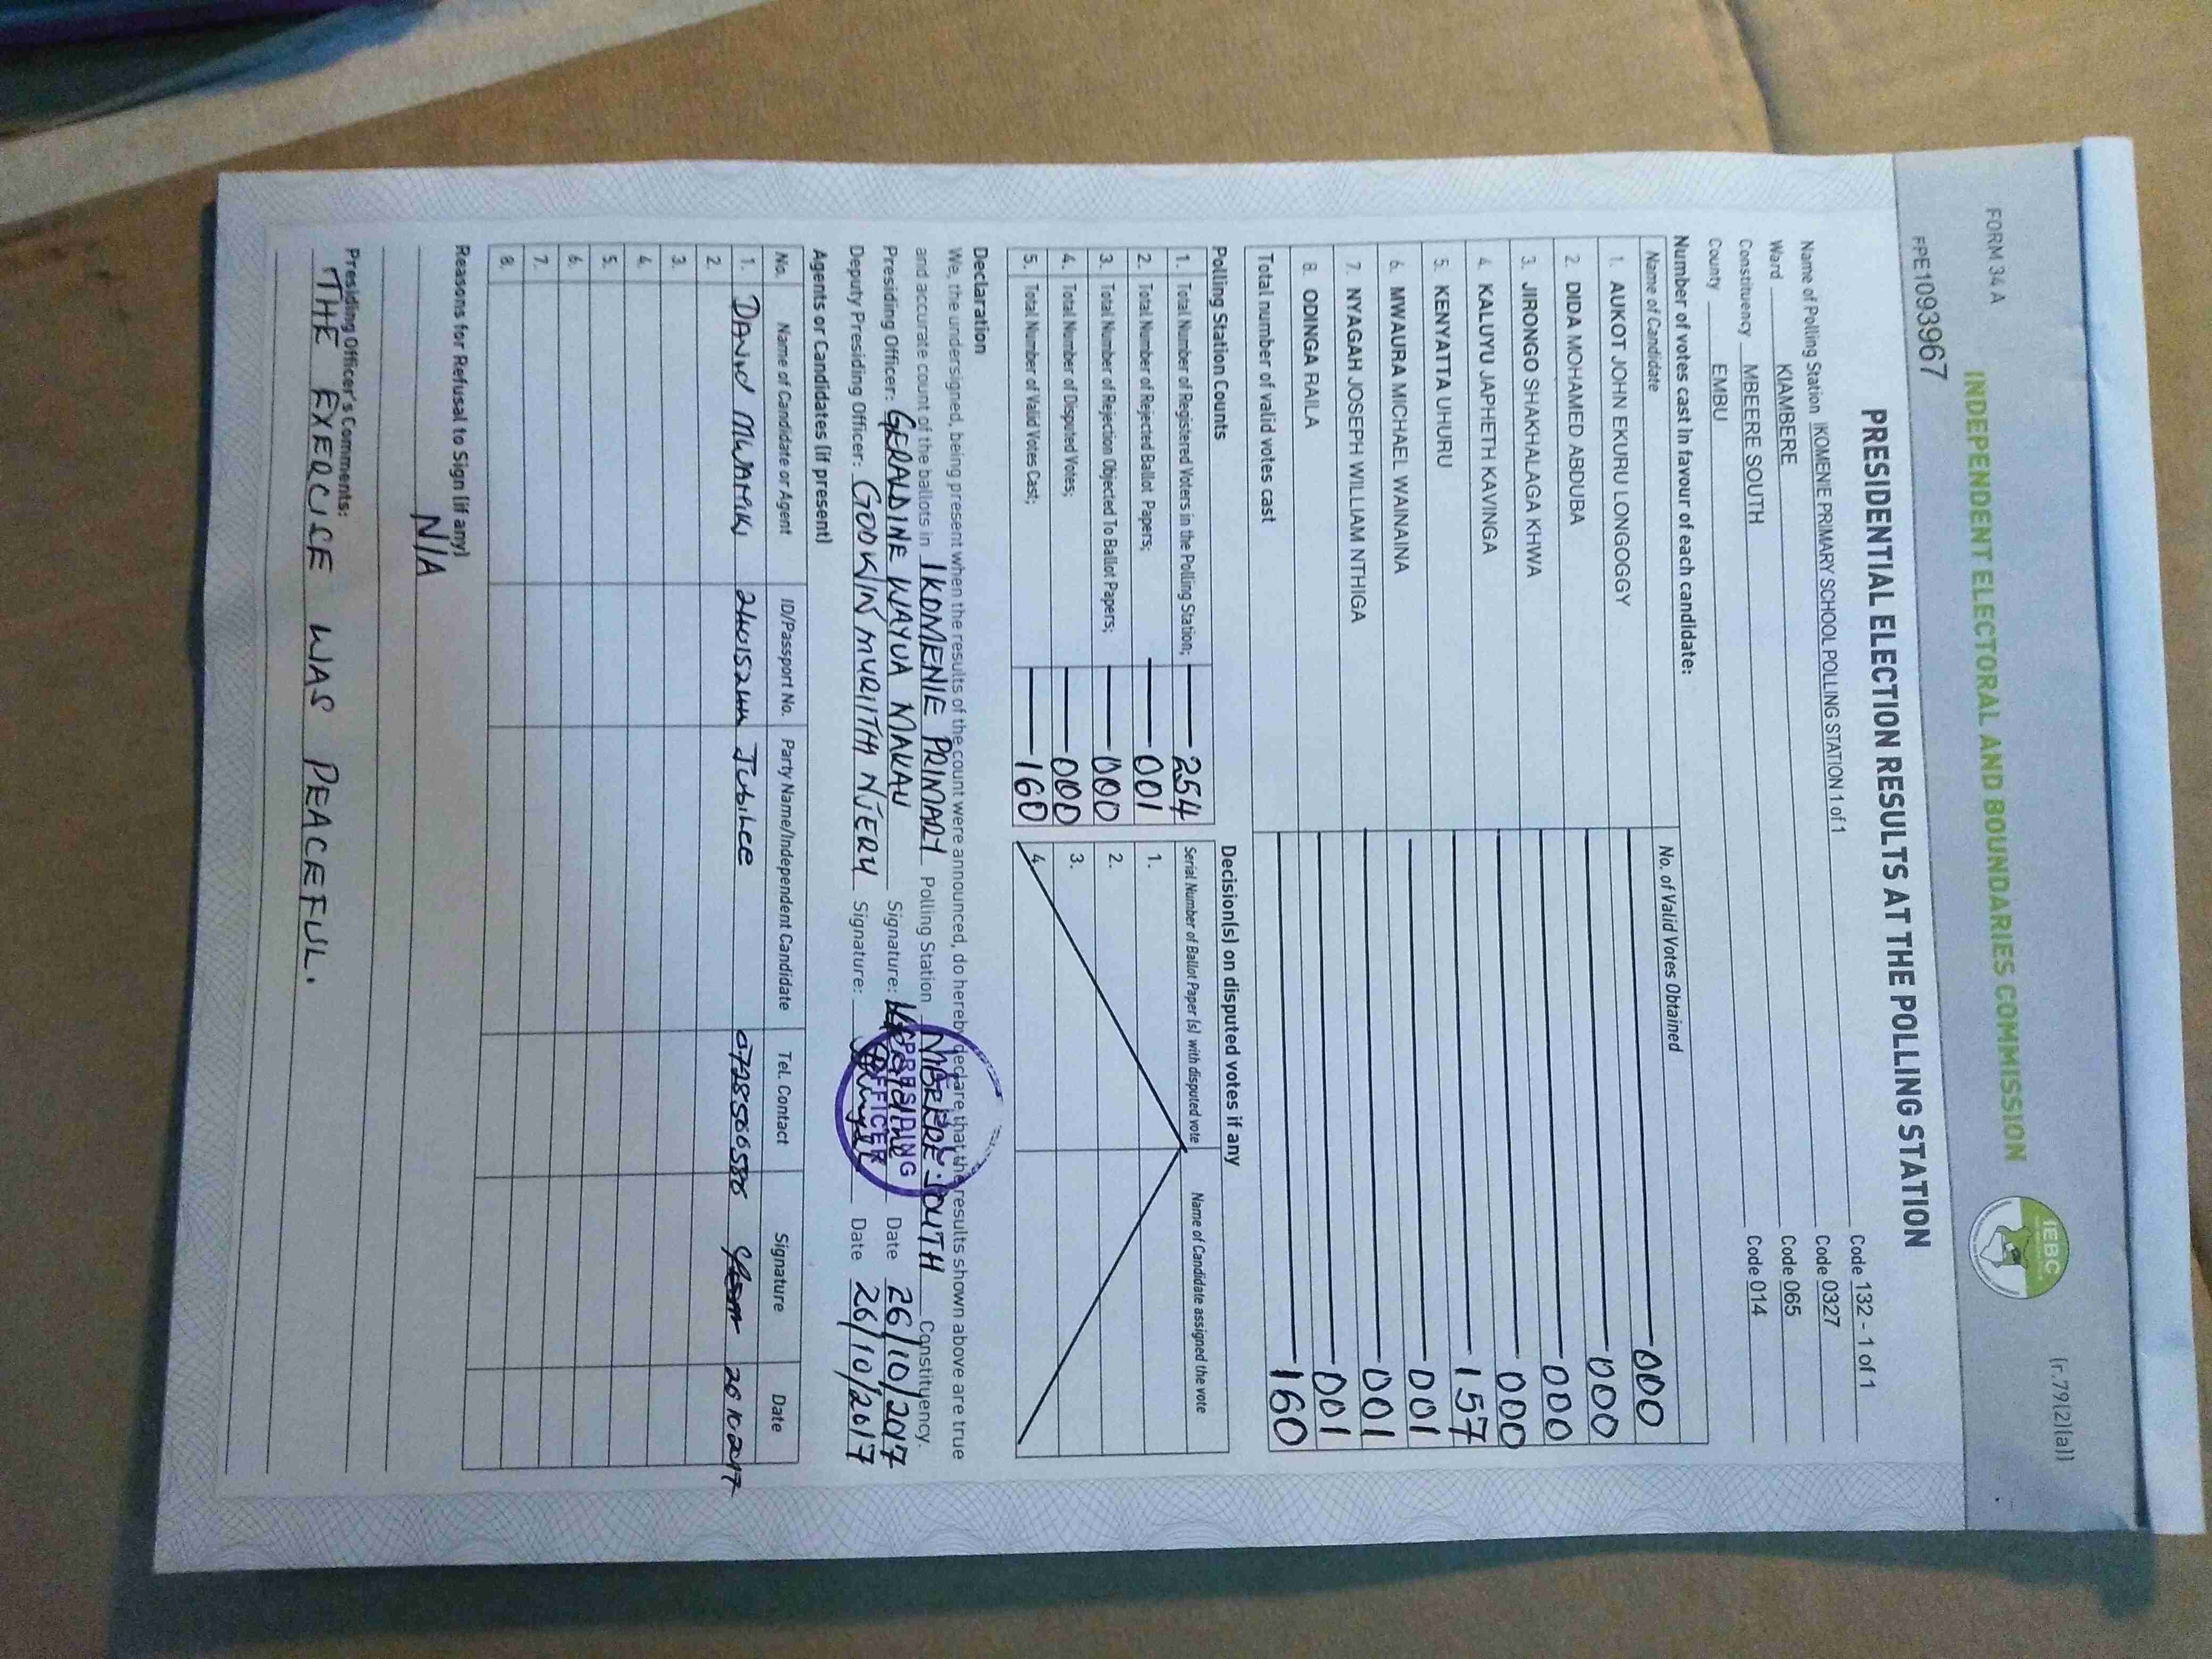 FORM 34 A
(r.79(2)(a))
INDEPENDENT ELECTORAL AND BOUNDARIES COMMISSION
IEBC
FPE1093967
PRESIDENTIAL ELECTION RESULTS AT THE POLLING STATION
Name of Polling Station IKOMENIE PRIMARY SCHOOL POLLING STATION 1 of 1 Code 132 - 1 of 1
Ward KIAMBERE Code 0327
Constituency MBEERE SOUTH Code 065
County EMBU Code 014
Number of votes cast in favour of each candidate:
Name of Candidate No. of Valid Votes Obtained
1. AUKOT JOHN EKURU LONGOGGY 000
2. DIDA MOHAMED ABDUBA 000
3. JIRONGO SHAKHALAGA KHWA 000
4. KALUYU JAPHETH KAVINGA 000
5. KENYATTA UHURU 157
6. MWAURA MICHAEL WAINAINA 001
7. NYAGAH JOSEPH WILLIAM NTHIGA 001
8. ODINGA RAILA 001
Total number of valid votes cast 160
Polling Station Counts
1. Total Number of Registered Voters in the Polling Station; 254
2. Total Number of Rejected Ballot Papers; 001
3. Total Number of Rejection Objected To Ballot Papers; 000
4. Total Number of Disputed Votes; 000
5. Total Number of Valid Votes Cast; 160
Decision(s) on disputed votes if any
Serial Number of Ballot Paper (s) with disputed vote Name of Candidate assigned the vote
1.
2.
3.
4.
Declaration
We, the undersigned, being present when the results of the count were announced, do hereby declare that the results shown above are true
and accurate count of the ballots in IKOMENIE PRIMARY Polling Station MBEERE SOUTH Constituency.
Presiding Officer: GERALDINE WAYUA MAKAU Signature: Date 26/10/2017
Deputy Presiding Officer: GODWIN MURIITHI NJERU Signature: Date 26/10/2017
PRESIDING
OFFICER
Agents or Candidates (if present)
No. Name of Candidate or Agent ID/Passport No. Party Name/Independent Candidate Tel. Contact Signature Date
1. David Jubilee 26 10 2017
2.
3.
4.
5.
6.
7.
8.
Reasons for Refusal to Sign (if any)
N/A
Presiding Officer's Comments:
THE EXERCISE WAS PEACEFUL.